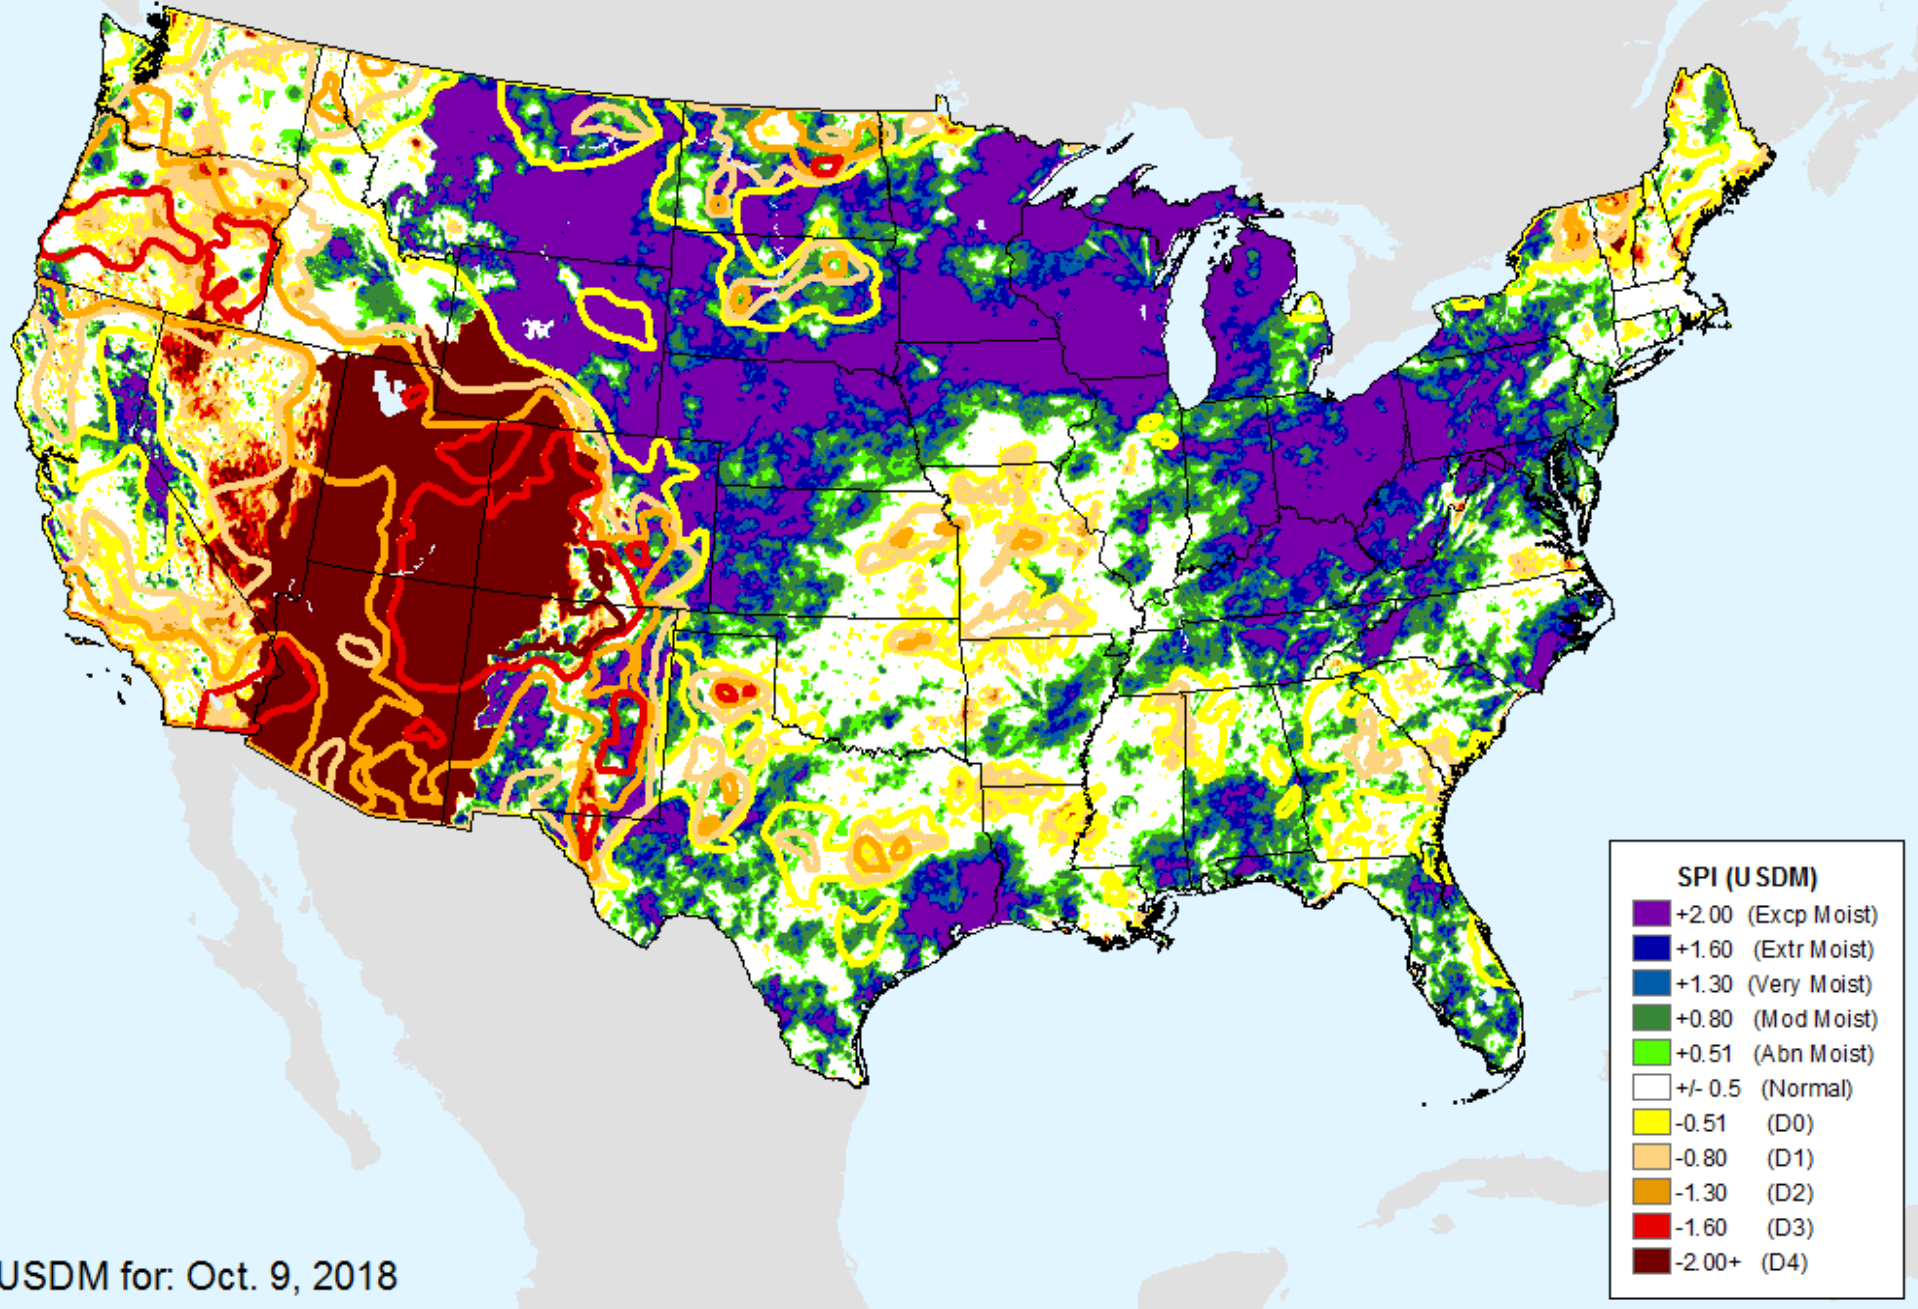 SPI (USDM)
+2.00 (Excp Moist)
+1.60 (Extr Moist)
+1.30 (Very Moist)
+0.80 (Mod Moist)
+0.51 (Abn Moist)
+/- 0.5 (Normal)
-0.51 (D0)
-0.80 (D1)
-1.30 (D2)
-1.60 (D3)
-2.00+ (D4)
USDM for: Oct. 9, 2018